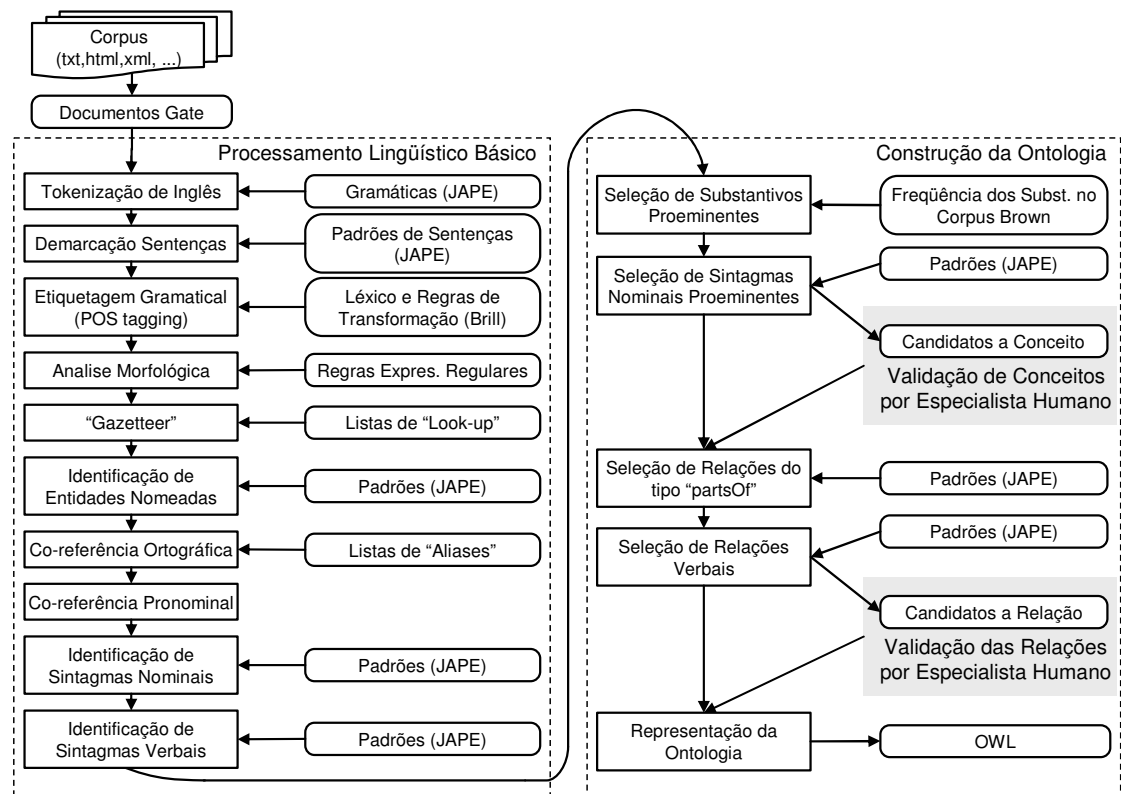 Corpus
(txt,html,xml, ...)
Documentos Gate
Processamento Lingüístico Básico
Tokenização de Inglês
Gramáticas (JAPE)
Demarcação Sentenças
Padrões de Sentenças
(JAPE)
Etiquetagem Gramatical
(POS tagging)
Léxico e Regras de
Transformação (Brill)
Analise Morfológica
Regras Expres. Regulares
“Gazetteer”
Listas de “Look-up”
Identificação de
Entidades Nomeadas
Padrões (JAPE)
Co-referência Ortográfica
Listas de “Aliases”
Co-referência Pronominal
Identificação de
Sintagmas Nominais
Padrões (JAPE)
Identificação de
Sintagmas Verbais
Padrões (JAPE)
Construção da Ontologia
Seleção de Substantivos
Proeminentes
Freqüência dos Subst. no
Corpus Brown
Seleção de Sintagmas
Nominais Proeminentes
Padrões (JAPE)
Candidatos a Conceito
Validação de Conceitos
por Especialista Humano
Seleção de Relações do
tipo “partsOf”
Padrões (JAPE)
Seleção de Relações
Verbais
Padrões (JAPE)
Candidatos a Relação
Validação das Relações
por Especialista Humano
Representação da
Ontologia
OWL